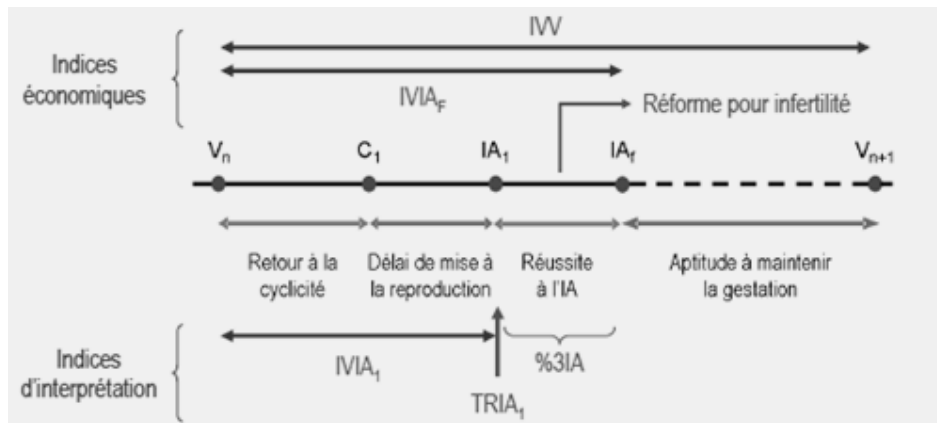 IVV
Indices
économiques
IVIA_F
Réforme pour infertilité
V_n C_1 IA_1 IA_f V_n+1
Retour à la
cyclicité
Délai de mise à
la reproduction
Réussite
à l'IA
Aptitude à maintenir
la gestation
Indices
d'interprétation
IVIA_1
%3IA
TRIA_1